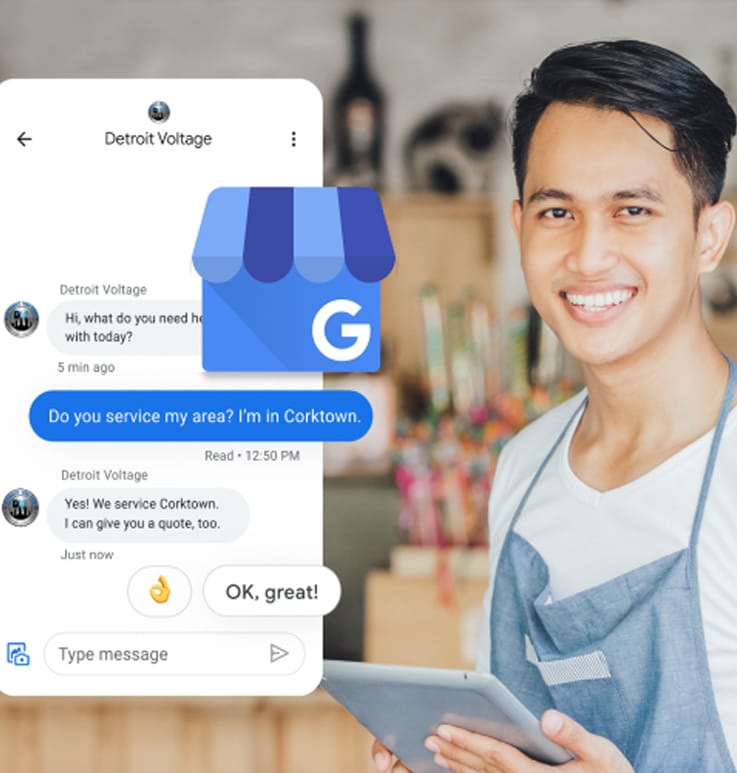 Detroit Voltage
Detroit Voltage
Hi, what do you need
with today?
5 min ago
G
Do you service my area? I'm in Corktown.
Read • 12:50 PM
Detroit Voltage
Yes! We service Corktown.
I can give you a quote, too.
Just now
👌 OK, great!
Type message